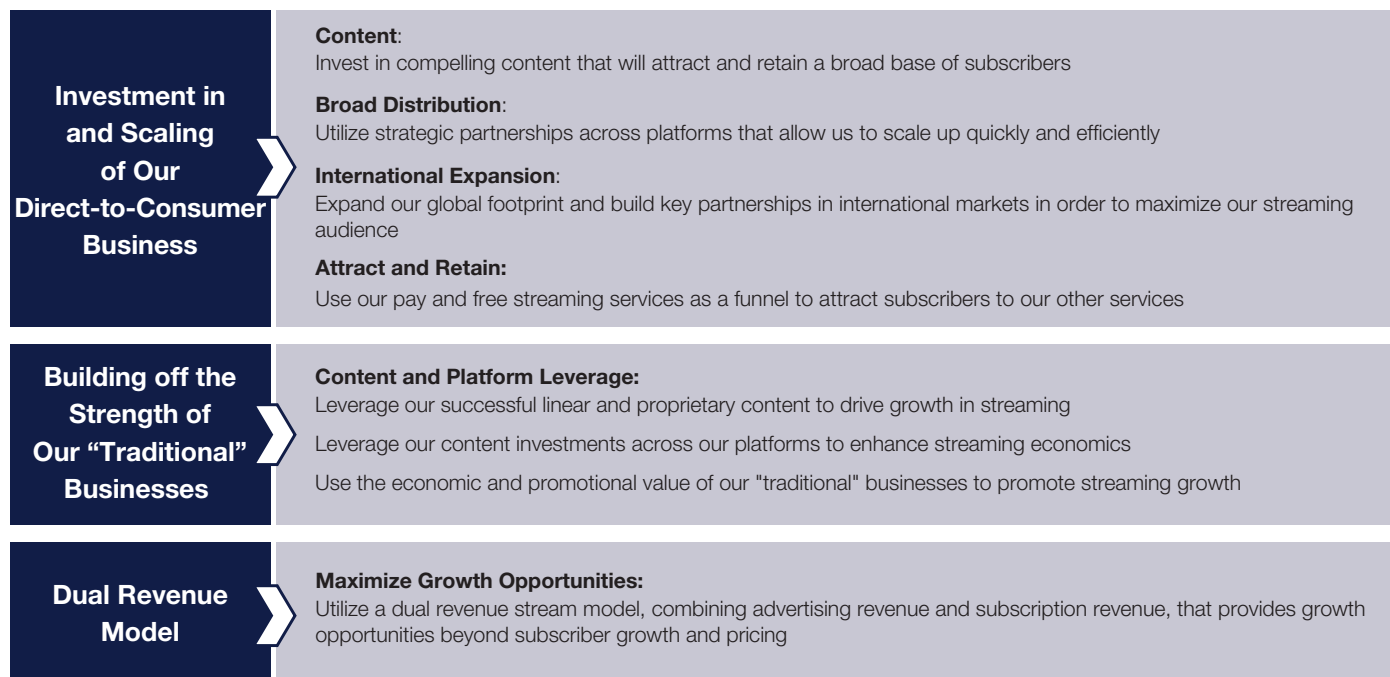 Investment in
and Scaling
of Our
Direct-to-Consumer
Business
Content:
Invest in compelling content that will attract and retain a broad base of subscribers
Broad Distribution:
Utilize strategic partnerships across platforms that allow us to scale up quickly and efficiently
International Expansion:
Expand our global footprint and build key partnerships in international markets in order to maximize our streaming
audience
Attract and Retain:
Use our pay and free streaming services as a funnel to attract subscribers to our other services
Building off the
Strength of
Our “Traditional”
Businesses
Content and Platform Leverage:
Leverage our successful linear and proprietary content to drive growth in streaming
Leverage our content investments across our platforms to enhance streaming economics
Use the economic and promotional value of our "traditional" businesses to promote streaming growth
Dual Revenue
Model
Maximize Growth Opportunities:
Utilize a dual revenue stream model, combining advertising revenue and subscription revenue, that provides growth
opportunities beyond subscriber growth and pricing